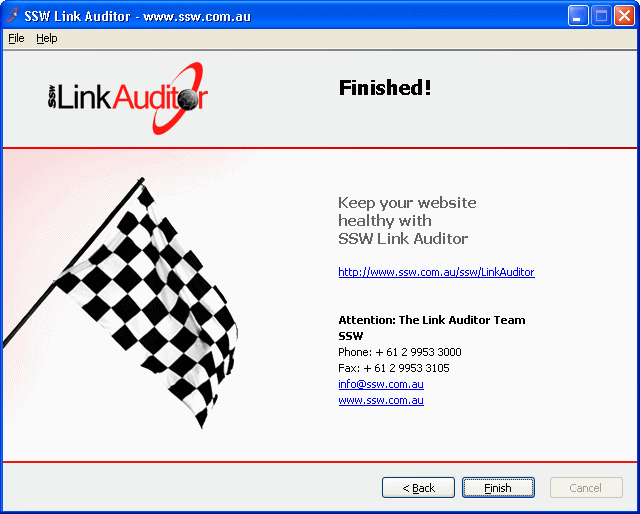 SSW Link Auditor - www.ssw.com.au
File Help
SSW LinkAuditor
Finished!
Keep your website
healthy with
SSW Link Auditor
http://www.ssw.com.au/ssw/LinkAuditor
Attention: The Link Auditor Team
SSW
Phone: + 61 2 9953 3000
Fax: + 61 2 9953 3105
info@ssw.com.au
www.ssw.com.au
< Back Finish Cancel